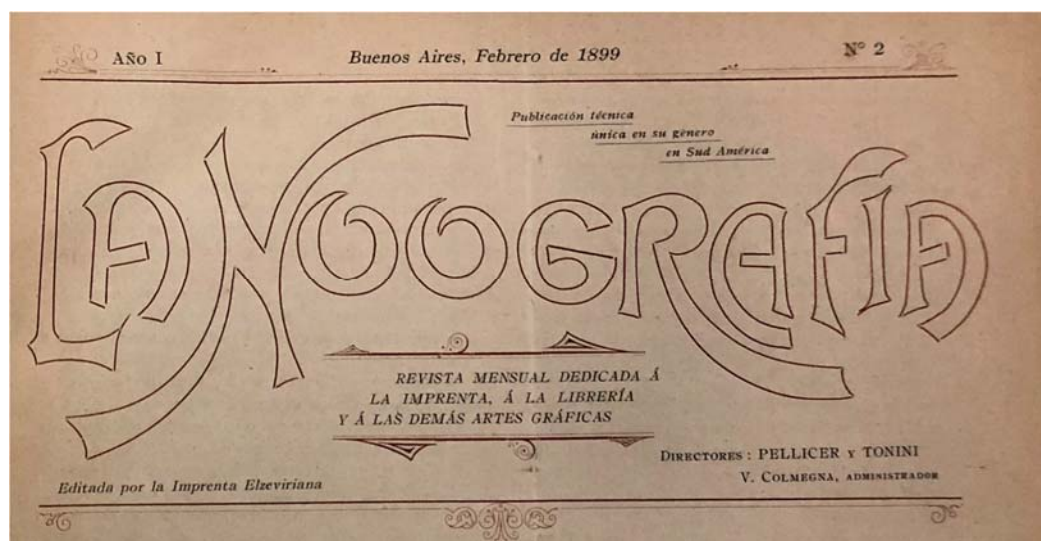 Año I Buenos Aires, Febrero de 1899 Nº 2
Publicación técnica
única en su género
en Sud América
LA NOOGRAFIA
REVISTA MENSUAL DEDICADA Á
LA IMPRENTA, Á LA LIBRERÍA
Y Á LAS DEMÁS ARTES GRÁFICAS
DIRECTORES : PELLICER Y TONINI
V. COLMEGNA, ADMINISTRADOR
Editada por la Imprenta Elzeviriana